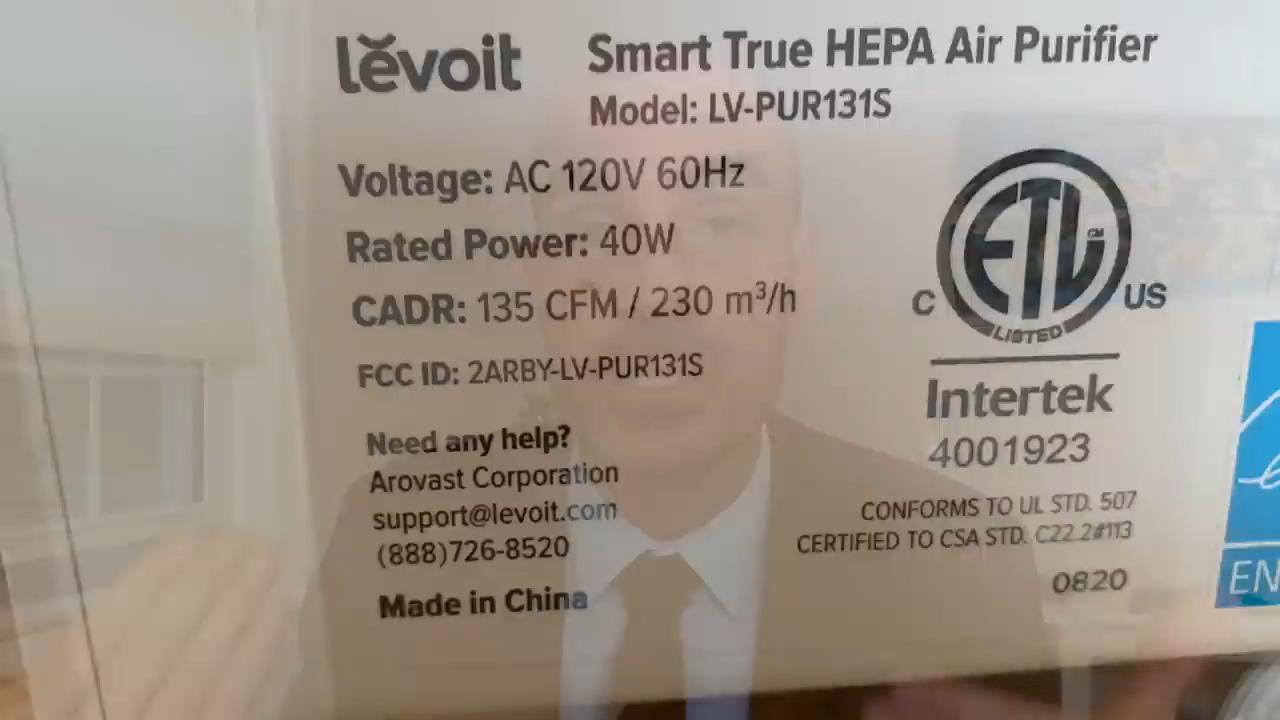 levoit
Smart True HEPA Air Purifier
Model: LV-PUR131S
Voltage: AC 120V 60Hz
Rated Power: 40W
CADR: 135 CFM / 230 m³/h
FCC ID: 2ARBY-LV-PUR131S
Need any help?
Arovast Corporation
support@levoit.com
(888)726-8520
Made in China
ETL CM
LISTED
C US
Intertek
4001923
CONFORMS TO UL STD. 507
CERTIFIED TO CSA STD. C22.2#113
0820
EN